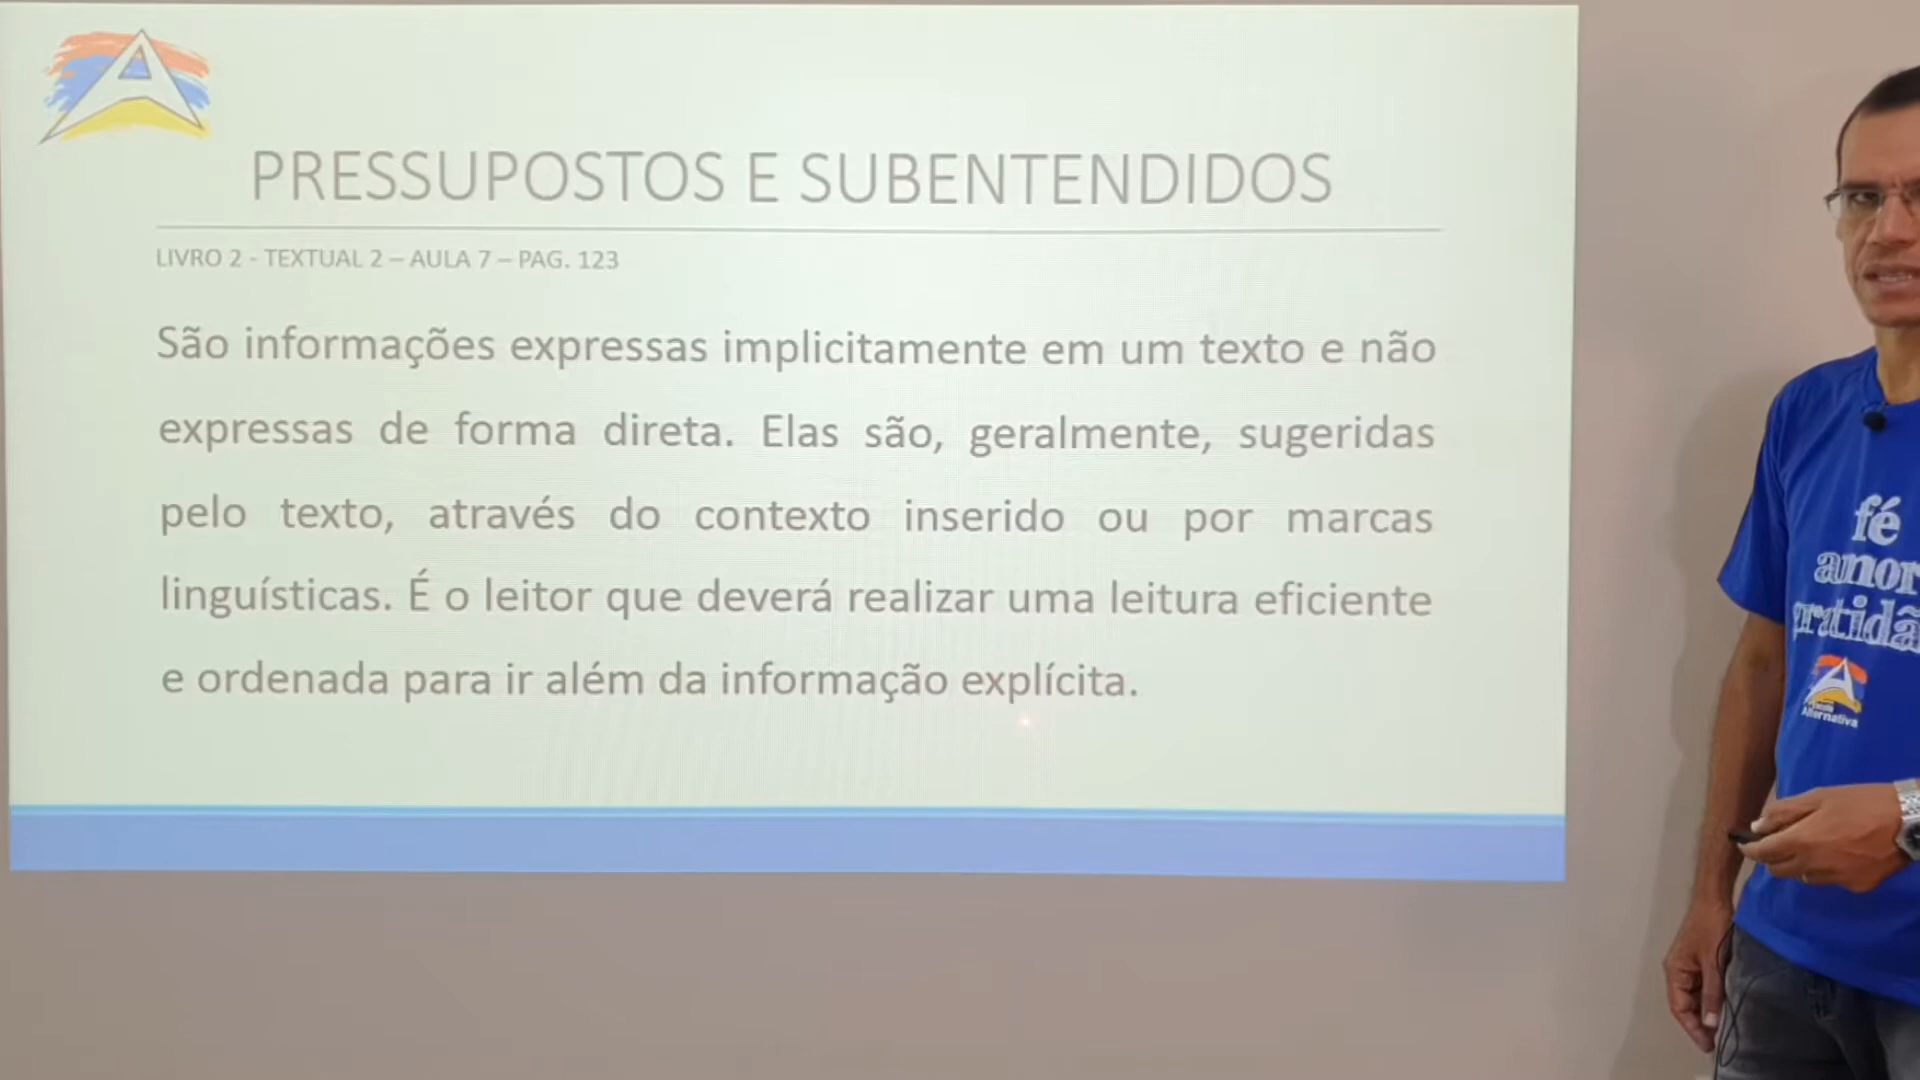 PRESSUPOSTOS E SUBENTENDIDOS
LIVRO 2 - TEXTUAL 2 – AULA 7 – PAG. 123
São informações expressas implicitamente em um texto e não
expressas de forma direta. Elas são, geralmente, sugeridas
pelo texto, através do contexto inserido ou por marcas
linguísticas. É o leitor que deverá realizar uma leitura eficiente
e ordenada para ir além da informação explícita.
fé
amor
gratidã
Alternativa